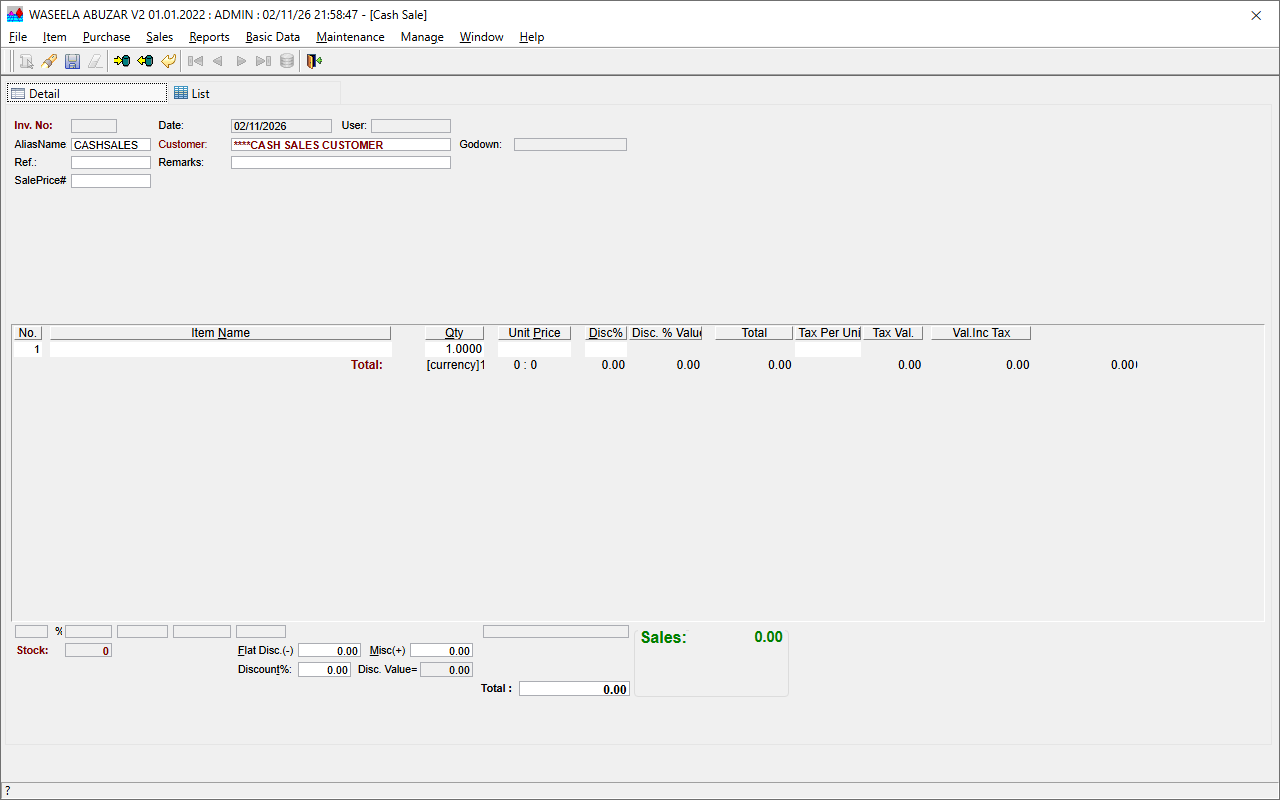 WASEELA ABUZAR V2 01.01.2022 : ADMIN : 02/11/26 21:58:47 - [Cash Sale]
File Item Purchase Sales Reports Basic Data Maintenance Manage Window Help
Detail List
Inv. No: Date: 02/11/2026 User:
AliasName CASHSALES Customer: ****CASH SALES CUSTOMER Godown:
Ref.: Remarks:
SalePrice#
No. Item Name Qty Unit Price Disc% Disc. % Valu Total Tax Per Uni Tax Val. Val.Inc Tax
1 1.0000
Total: [currency]1 0 : 0 0.00 0.00 0.00 0.00 0.00 0.00
% Sales: 0.00
Stock: 0 Flat Disc.(-) 0.00 Misc(+) 0.00
Discount%: 0.00 Disc. Value= 0.00
Total : 0.00
?